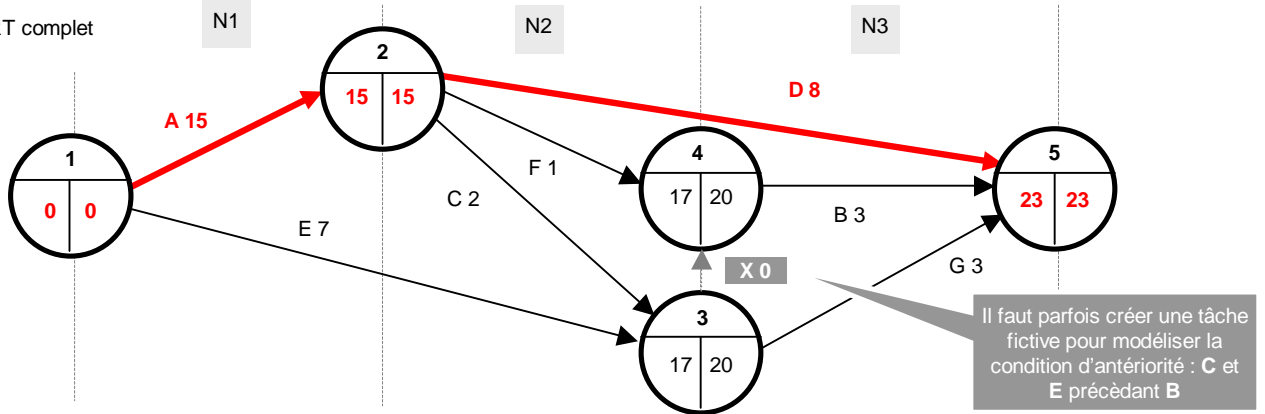 N1
N2
N3
T complet
2
15 15
A 15
D 8
1
0 0
F 1
C 2
E 7
4
17 20
5
23 23
B 3
X 0
G 3
3
17 20
Il faut parfois créer une tâche
fictive pour modéliser la
condition d'antériorité : C et
E précèdant B